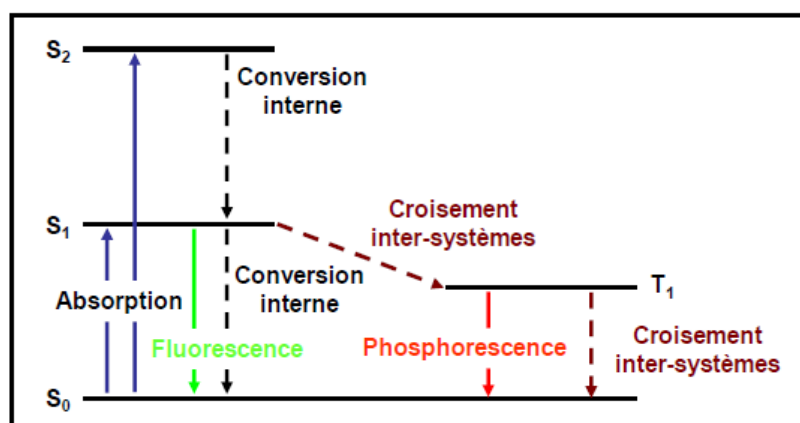 S2
Conversion
interne
S1
Croisement
inter-systèmes
Absorption
Conversion
interne
T1
Fluorescence
Phosphorescence
Croisement
inter-systèmes
S0